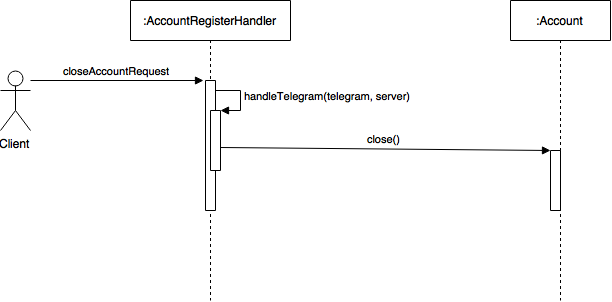 :AccountRegisterHandler
:Account
closeAccountRequest
handleTelegram(telegram, server)
close()
Client